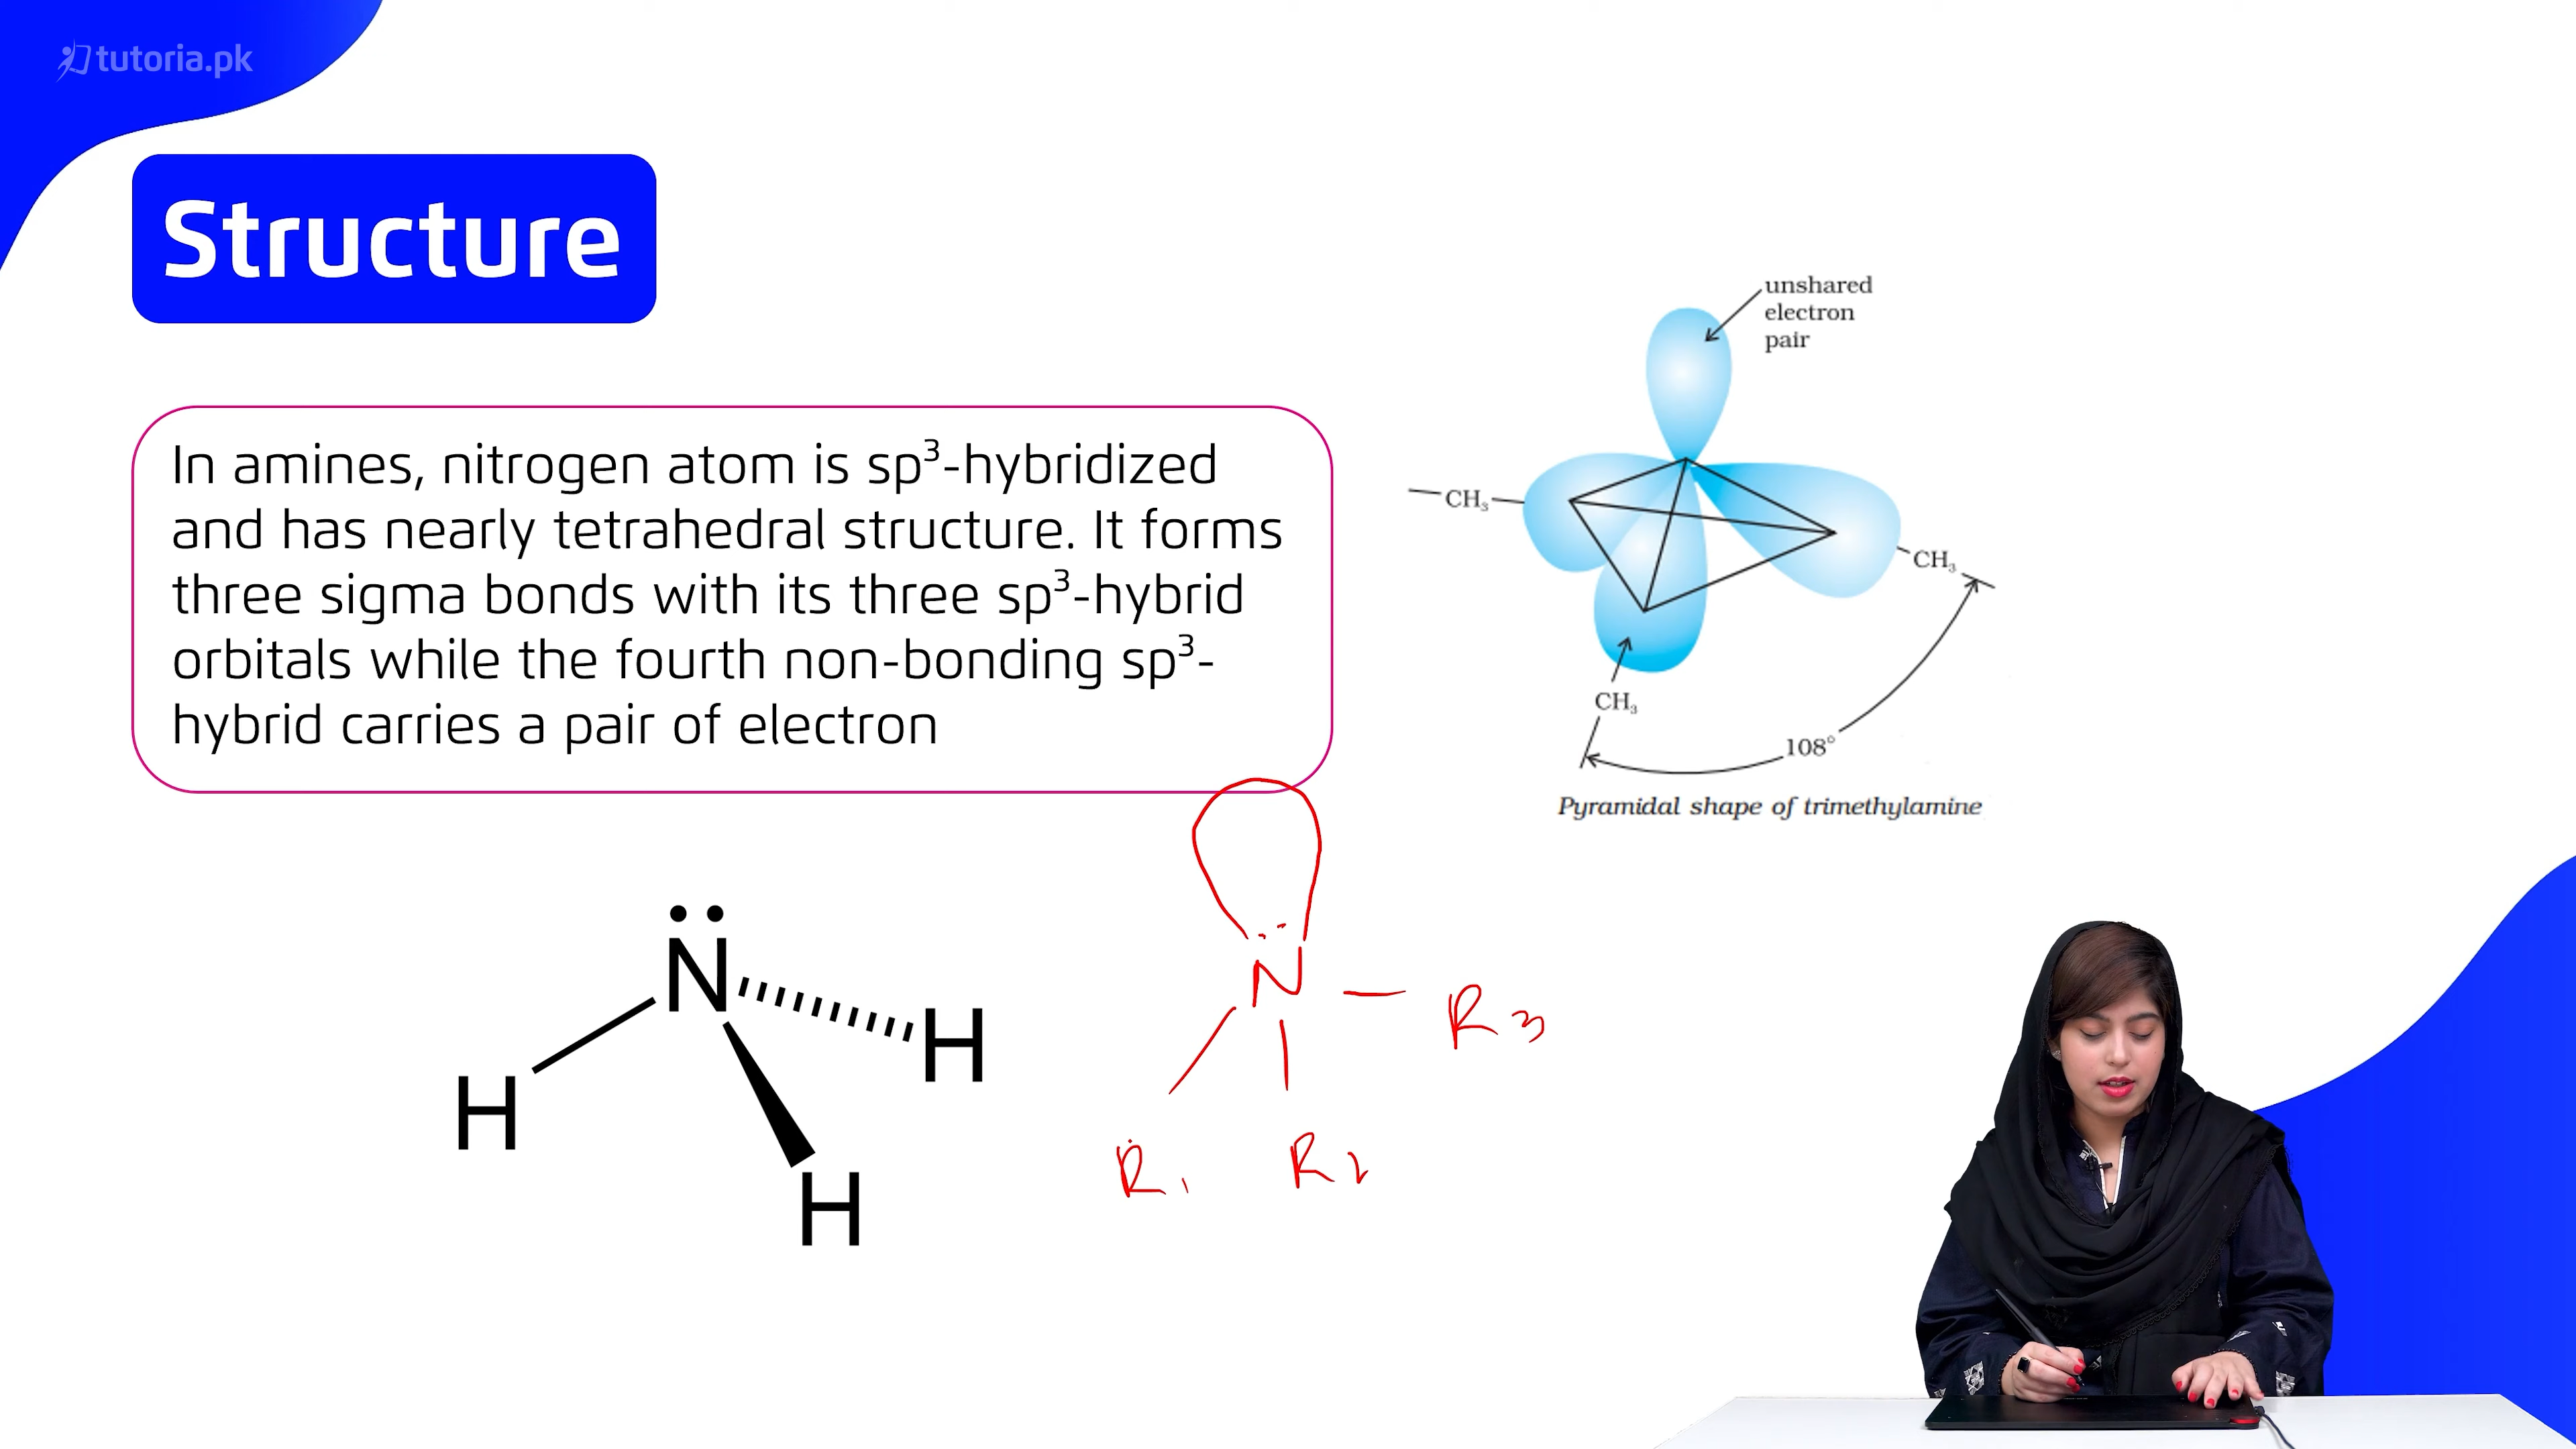 tutoria.pk
Structure
In amines, nitrogen atom is sp³-hybridized
and has nearly tetrahedral structure. It forms
three sigma bonds with its three sp³-hybrid
orbitals while the fourth non-bonding sp³-
hybrid carries a pair of electron
unshared
electron
pair
CH₃
CH₃
CH₃
108°
Pyramidal shape of trimethylamine
N
H
H
H
N
R₃
R₁
R₂